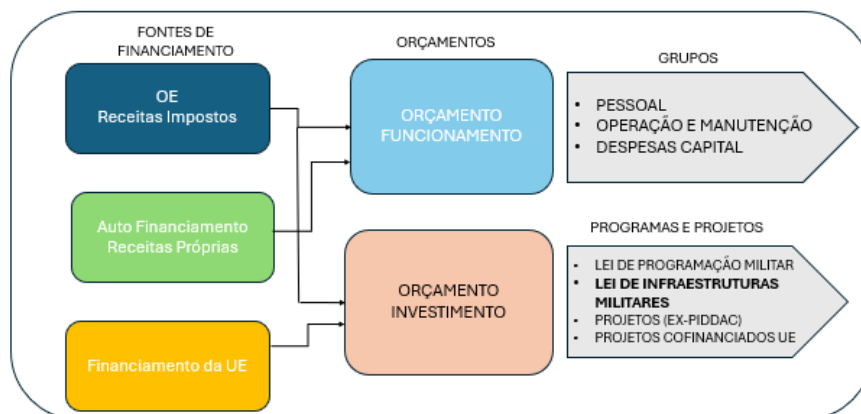 FONTES DE
FINANCIAMENTO
OE
Receitas Impostos
Auto Financiamento
Receitas Próprias
Financiamento da UE
ORÇAMENTOS
ORÇAMENTO
FUNCIONAMENTO
ORÇAMENTO
INVESTIMENTO
GRUPOS
• PESSOAL
• OPERAÇÃO E MANUTENÇÃO
• DESPESAS CAPITAL
PROGRAMAS E PROJETOS
• LEI DE PROGRAMAÇÃO MILITAR
• LEI DE INFRAESTRUTURAS
MILITARES
• PROJETOS (EX-PIDDAC)
• PROJETOS COFINANCIADOS UE